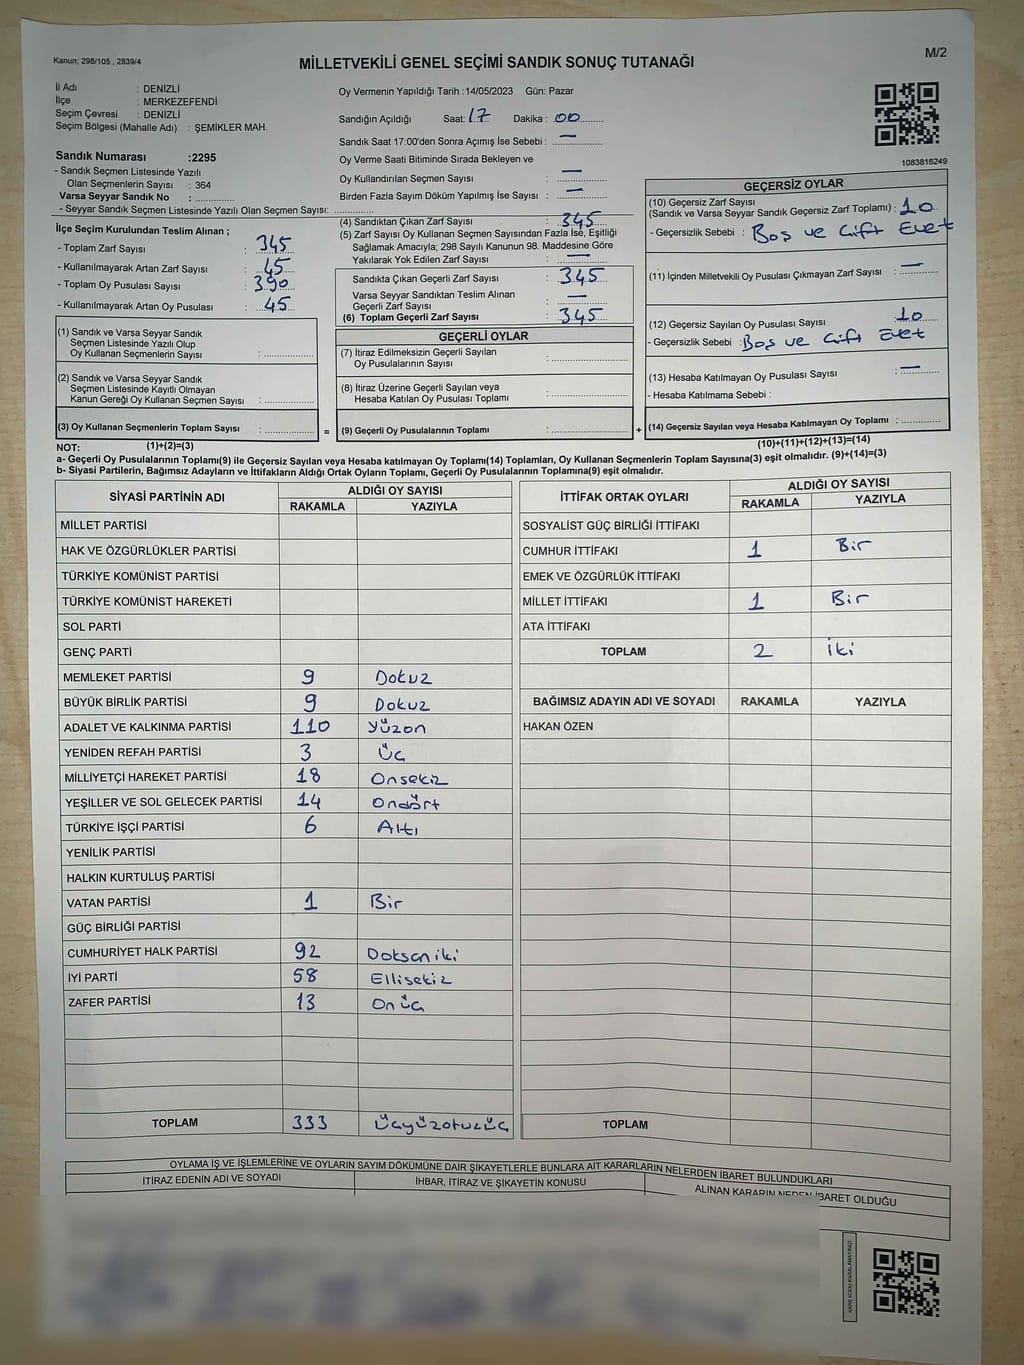 Kanun; 298/105., 2839/4
MİLLETVEKİLİ GENEL SEÇİMİ SANDIK SONUÇ TUTANAĞI
M/2
İl Adı : DENİZLİ
İlçe : MERKEZEFENDİ
Seçim Çevresi : DENİZLİ
Seçim Bölgesi (Mahalle Adı) : ŞEMİKLER MAH.
Sandık Numarası :2295
- Sandık Seçmen Listesinde Yazılı
Olan Seçmenlerin Sayısı : 364
Varsa Seyyar Sandık No :
- Seyyar Sandık Seçmen Listesinde Yazılı Olan Seçmen Sayısı:
İlçe Seçim Kurulundan Teslim Alınan ;
- Toplam Zarf Sayısı : 345
- Kullanılmayarak Artan Zarf Sayısı : 45
- Toplam Oy Pusulası Sayısı : 390
- Kullanılmayarak Artan Oy Pusulası : 45
Oy Vermenin Yapıldığı Tarih :14/05/2023 Gün: Pazar
Sandığın Açıldığı Saat: 17 Dakika : 00
Sandık Saat 17:00'den Sonra Açımış İse Sebebi : —
Oy Verme Saati Bitiminde Sırada Bekleyen ve
Oy Kullandırılan Seçmen Sayısı : —
Birden Fazla Sayım Döküm Yapılmış İse Sayısı : —
(4) Sandıktan Çıkan Zarf Sayısı : 345
(5) Zarf Sayısı Oy Kullanan Seçmen Sayısından Fazla İse, Eşitliği
Sağlamak Amacıyla; 298 Sayılı Kanunun 98. Maddesine Göre
Yakılarak Yok Edilen Zarf Sayısı : —
Sandıkta Çıkan Geçerli Zarf Sayısı : 345
Varsa Seyyar Sandıktan Teslim Alınan
Geçerli Zarf Sayısı : —
(6) Toplam Geçerli Zarf Sayısı : 345
1083816249
GEÇERSİZ OYLAR
(10) Geçersiz Zarf Sayısı
(Sandık ve Varsa Seyyar Sandık Geçersiz Zarf Toplamı) : 10
- Geçersizlik Sebebi : Boş ve Çift Evet
(11) İçinden Milletvekili Oy Pusulası Çıkmayan Zarf Sayısı : —
(12) Geçersiz Sayılan Oy Pusulası Sayısı : 10
- Geçersizlik Sebebi : Boş ve Çift Evet
(13) Hesaba Katılmayan Oy Pusulası Sayısı : —
- Hesaba Katılmama Sebebi :
(14) Geçersiz Sayılan veya Hesaba Katılmayan Oy Toplamı :
(10)+(11)+(12)+(13)=(14)
(1) Sandık ve Varsa Seyyar Sandık
Seçmen Listesinde Yazılı Olup
Oy Kullanan Seçmenlerin Sayısı :
(2) Sandık ve Varsa Seyyar Sandık
Seçmen Listesinde Kayıtlı Olmayan
Kanun Gereği Oy Kullanan Seçmen Sayısı :
(3) Oy Kullanan Seçmenlerin Toplam Sayısı :
(1)+(2)=(3)
=
GEÇERLİ OYLAR
(7) İtiraz Edilmeksizin Geçerli Sayılan
Oy Pusulalarının Sayısı :
(8) İtiraz Üzerine Geçerli Sayılan veya
Hesaba Katılan Oy Pusulaları Toplamı :
(9) Geçerli Oy Pusulalarının Toplamı :
+
NOT:
a- Geçerli Oy Pusulalarının Toplamı(9) ile Geçersiz Sayılan veya Hesaba katılmayan Oy Toplamı(14) Toplamları, Oy Kullanan Seçmenlerin Toplam Sayısına(3) eşit olmalıdır. (9)+(14)=(3)
b- Siyasi Partilerin, Bağımsız Adayların ve İttifakların Aldığı Ortak Oyların Toplamı, Geçerli Oy Pusulalarının Toplamına(9) eşit olmalıdır.
SİYASİ PARTİNİN ADI ALDIĞI OY SAYISI
RAKAMLA YAZIYLA
MİLLET PARTİSİ
HAK VE ÖZGÜRLÜKLER PARTİSİ
TÜRKİYE KOMÜNİST PARTİSİ
TÜRKİYE KOMÜNİST HAREKETİ
SOL PARTİ
GENÇ PARTİ
MEMLEKET PARTİSİ 9 Dokuz
BÜYÜK BİRLİK PARTİSİ 9 Dokuz
ADALET VE KALKINMA PARTİSİ 110 Yüzon
YENİDEN REFAH PARTİSİ 3 Üç
MİLLİYETÇİ HAREKET PARTİSİ 18 Onsekiz
YEŞİLLER VE SOL GELECEK PARTİSİ 14 Ondört
TÜRKİYE İŞÇİ PARTİSİ 6 Altı
YENİLİK PARTİSİ
HALKIN KURTULUŞ PARTİSİ
VATAN PARTİSİ 1 Bir
GÜÇ BİRLİĞİ PARTİSİ
CUMHURİYET HALK PARTİSİ 92 Doksan iki
İYİ PARTİ 58 Ellisekiz
ZAFER PARTİSİ 13 On üç
TOPLAM 333 Üçyüzotuzüç
İTTİFAK ORTAK OYLARI ALDIĞI OY SAYISI
RAKAMLA YAZIYLA
SOSYALİST GÜÇ BİRLİĞİ İTTİFAKI
CUMHUR İTTİFAKI 1 Bir
EMEK VE ÖZGÜRLÜK İTTİFAKI
MİLLET İTTİFAKI 1 Bir
ATA İTTİFAKI
TOPLAM 2 İki
BAĞIMSIZ ADAYIN ADI VE SOYADI RAKAMLA YAZIYLA
HAKAN ÖZEN
TOPLAM
OYLAMA İŞ VE İŞLEMLERİNE VE OYLARIN SAYIM DÖKÜMÜNE DAİR ŞİKAYETLERLE BUNLARA AİT KARARLARIN NELERDEN İBARET BULUNDUKLARI
İTİRAZ EDENİN ADI VE SOYADI İHBAR, İTİRAZ VE ŞİKAYETİN KONUSU ALINAN KARARIN NEDEN İBARET OLDUĞU
KARE KODU KARALAMAYINIZ!